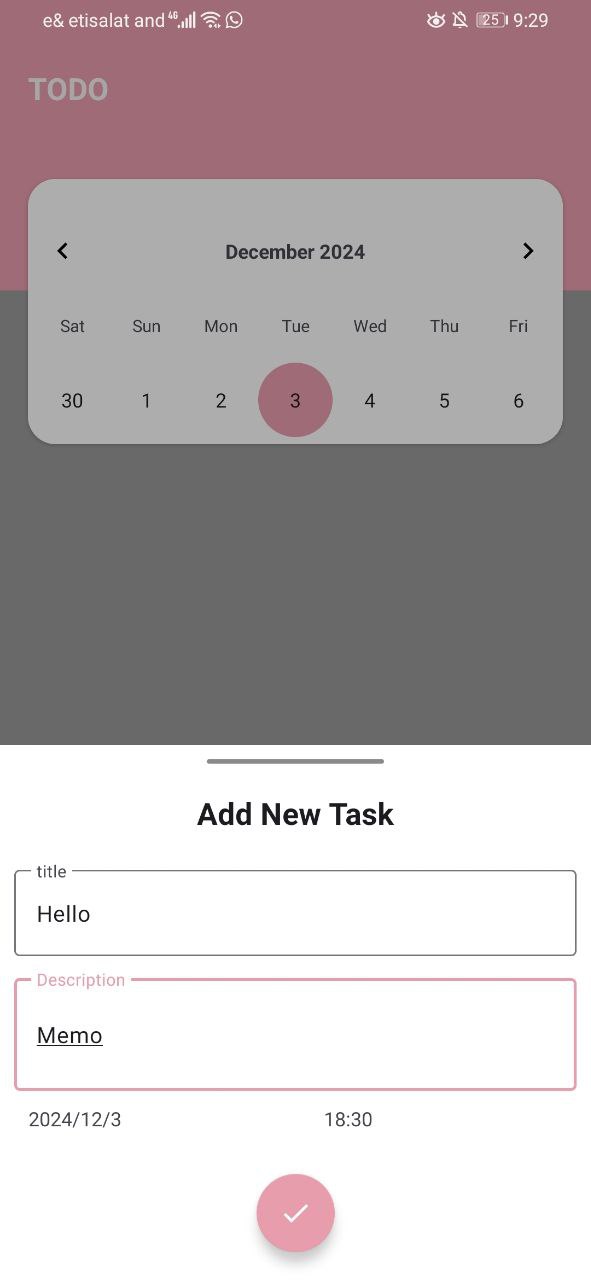 e& etisalat and 4G 25 9:29
TODO
December 2024
Sat Sun Mon Tue Wed Thu Fri
30 1 2 3 4 5 6
Add New Task
title
Hello
Description
Memo
2024/12/3 18:30